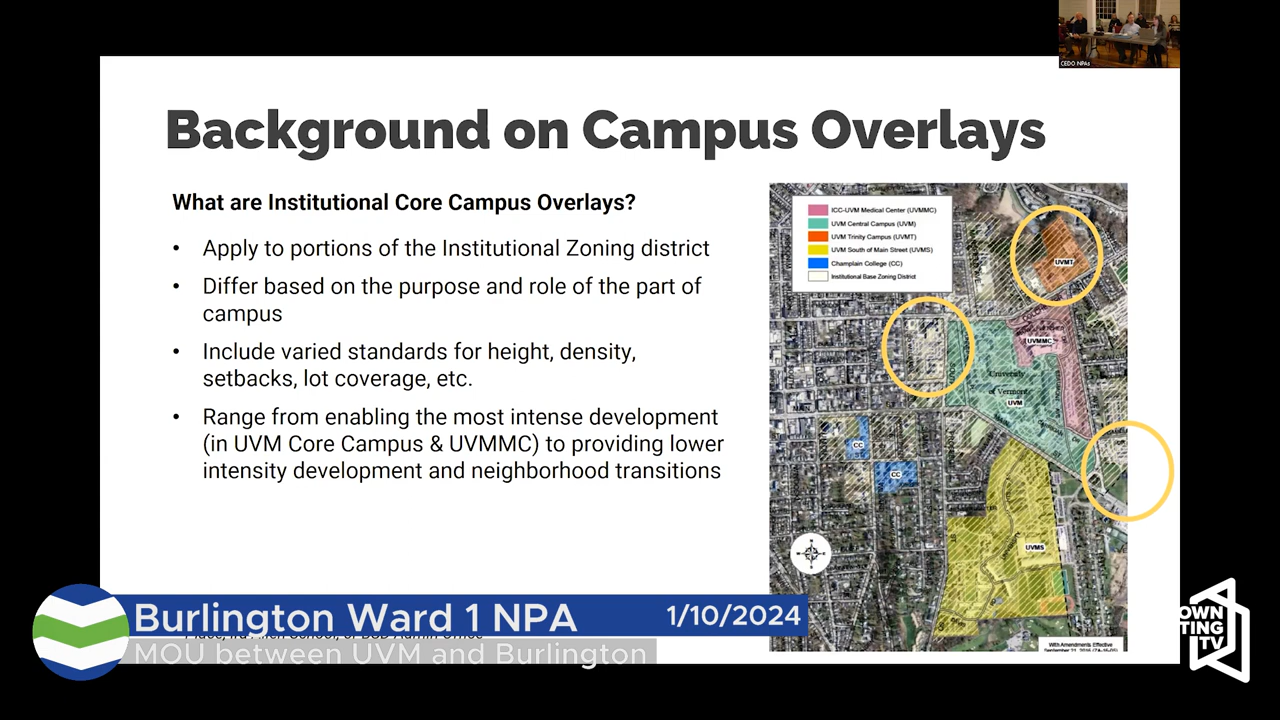 CEDO NPAs
Background on Campus Overlays
What are Institutional Core Campus Overlays?
• Apply to portions of the Institutional Zoning district
• Differ based on the purpose and role of the part of
campus
• Include varied standards for height, density,
setbacks, lot coverage, etc.
• Range from enabling the most intense development
(in UVM Core Campus & UVMMC) to providing lower
intensity development and neighborhood transitions
ICC-UVM Medical Center (UVMMC)
UVM Central Campus (UVM)
UVM Trinity Campus (UVMT)
UVM South of Main Street (UVMS)
Champlain College (CC)
Institutional Base Zoning District
UVMT
UVMMC
University
of Vermont
UVM
MAIN
CC
CC
UVMS
With Amendments Effective
Burlington Ward 1 NPA
1/10/2024
MOU between UVM and Burlington
OWN
TING
TV